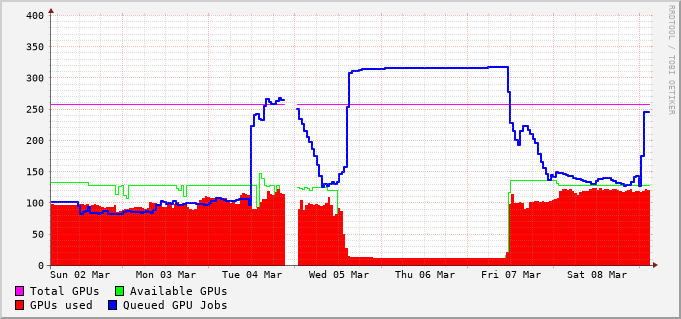 400
350
300
250
200
150
100
50
0
Sun 02 Mar Mon 03 Mar Tue 04 Mar Wed 05 Mar Thu 06 Mar Fri 07 Mar Sat 08 Mar
Total GPUs Available GPUs
GPUs used Queued GPU Jobs
RRDTOOL / TOBI OETIKER